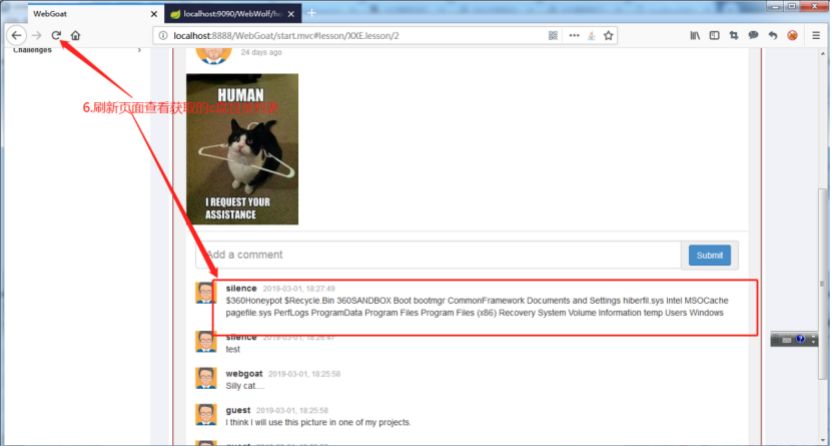 WebGoat
localhost:9090/WebWolf/ho
localhost:8888/WebGoat/start.mvc#lesson/XXE.lesson/2
Challenges
24 days ago
HUMAN
I REQUEST YOUR
ASSISTANCE
6.刷新页面查看获取的c盘目录列表
Add a comment
Submit
silence 2019-03-01, 18:27:49
$360Honeypot $Recycle.Bin 360SANDBOX Boot bootmgr CommonFramework Documents and Settings hiberfil.sys Intel MSOCache
pagefile.sys PerfLogs ProgramData Program Files Program Files (x86) Recovery System Volume Information temp Users Windows
silence 2019-03-01, 18:26:47
test
webgoat 2019-03-01, 18:25:58
Silly cat....
guest 2019-03-01, 18:25:58
I think I will use this picture in one of my projects.